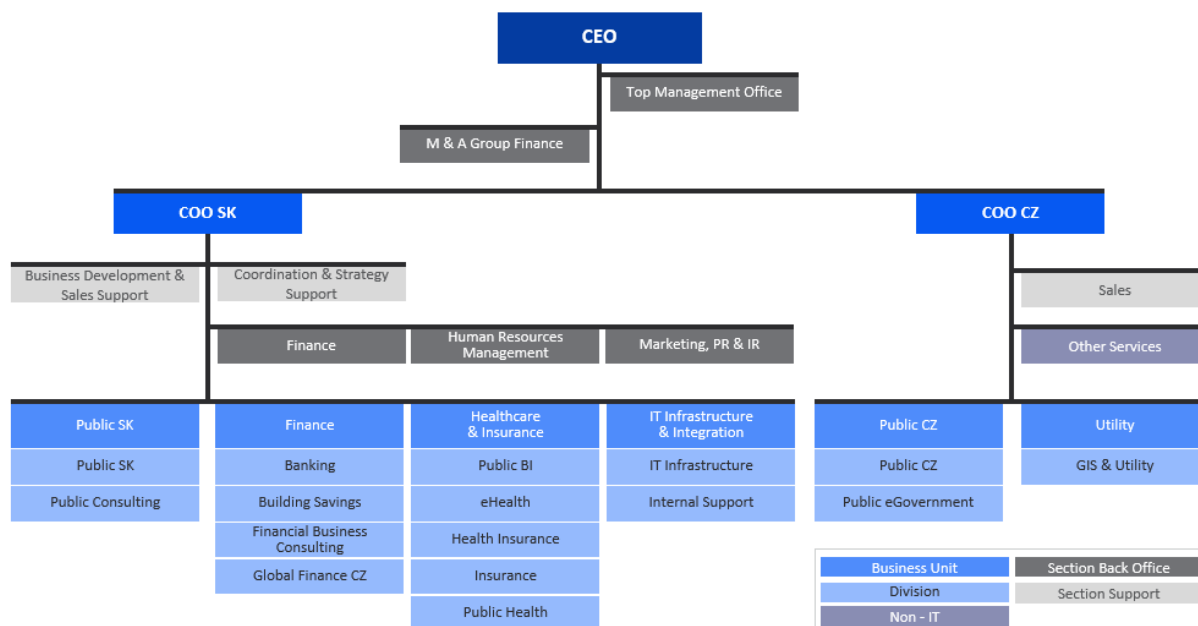 CEO
Top Management Office
M & A Group Finance
COO SK
COO CZ
Business Development &
Sales Support
Coordination & Strategy
Support
Sales
Finance
Human Resources
Management
Marketing, PR & IR
Other Services
Public SK
Finance
Healthcare
& Insurance
IT Infrastructure
& Integration
Public CZ
Utility
Public SK
Banking
Public BI
IT Infrastructure
Public CZ
GIS & Utility
Public Consulting
Building Savings
eHealth
Internal Support
Public eGovernment
Financial Business
Consulting
Health Insurance
Global Finance CZ
Insurance
Public Health
Business Unit
Section Back Office
Division
Section Support
Non - IT